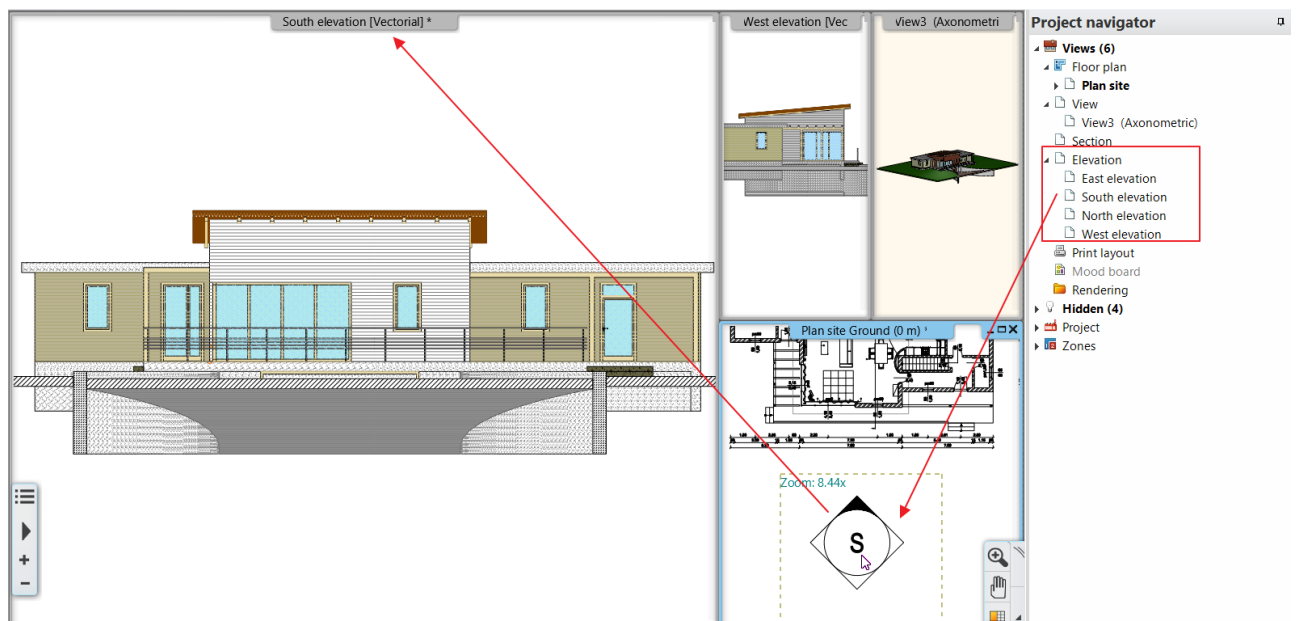 South elevation [Vectorial] *
West elevation [Vec
View3 (Axonometri
Project navigator
Views (6)
Floor plan
Plan site
View
View3 (Axonometric)
Section
Elevation
East elevation
South elevation
North elevation
West elevation
Print layout
Mood board
Rendering
Hidden (4)
Project
Zones
Plan site Ground (0 m)
Zoom: 8.44x
S